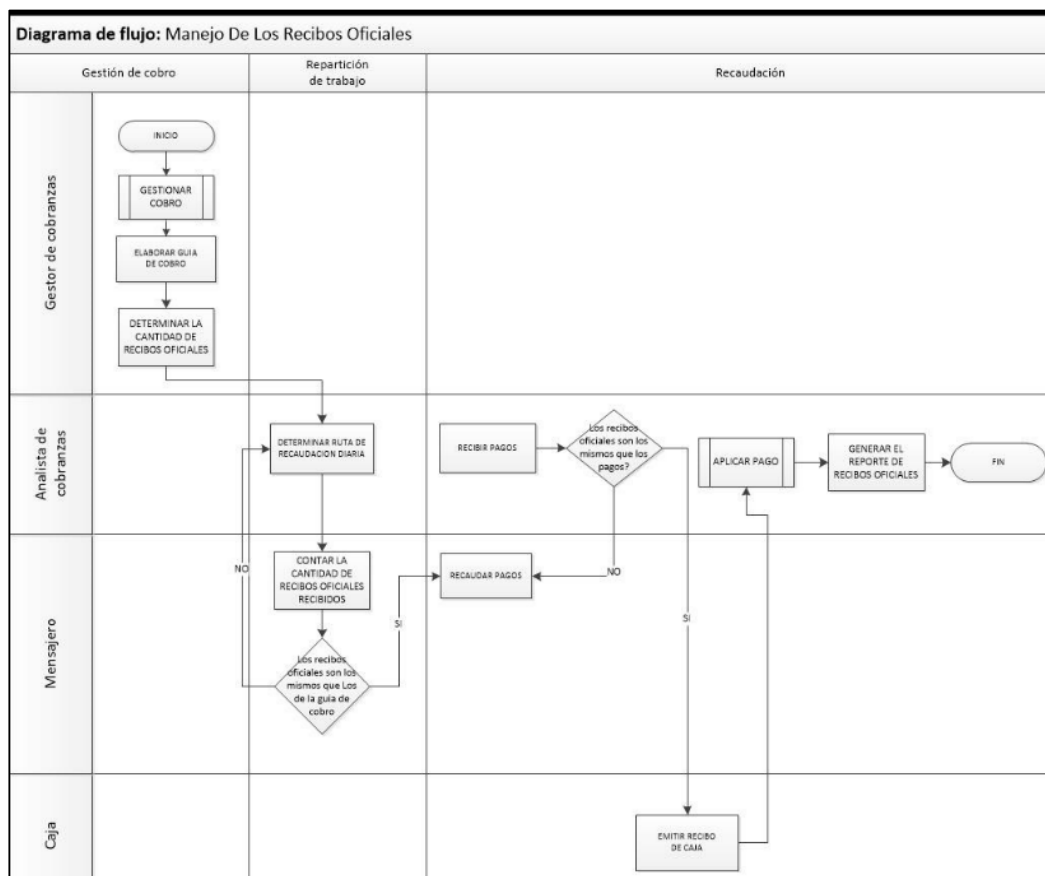 Diagrama de flujo: Manejo De Los Recibos Oficiales
Gestión de cobro
Repartición
de trabajo
Recaudación
Gestor de cobranzas
INICIO
GESTIONAR
COBRO
ELABORAR GUIA
DE COBRO
DETERMINAR LA
CANTIDAD DE
RECIBOS OFICIALES
Analista de
cobranzas
DETERMINAR RUTA DE
RECAUDACION DIARIA
RECIBIR PAGOS
Los recibos
oficiales son los
mismos que los
pagos?
APLICAR PAGO
GENERAR EL
REPORTE DE
RECIBOS OFICIALES
FIN
Mensajero
NO
CONTAR LA
CANTIDAD DE
RECIBOS OFICIALES
RECIBIDOS
RECAUDAR PAGOS
NO
SI
SI
Los recibos
oficiales son los
mismos que Los
de la guia de
cobro
Caja
EMITIR RECIBO
DE CAJA